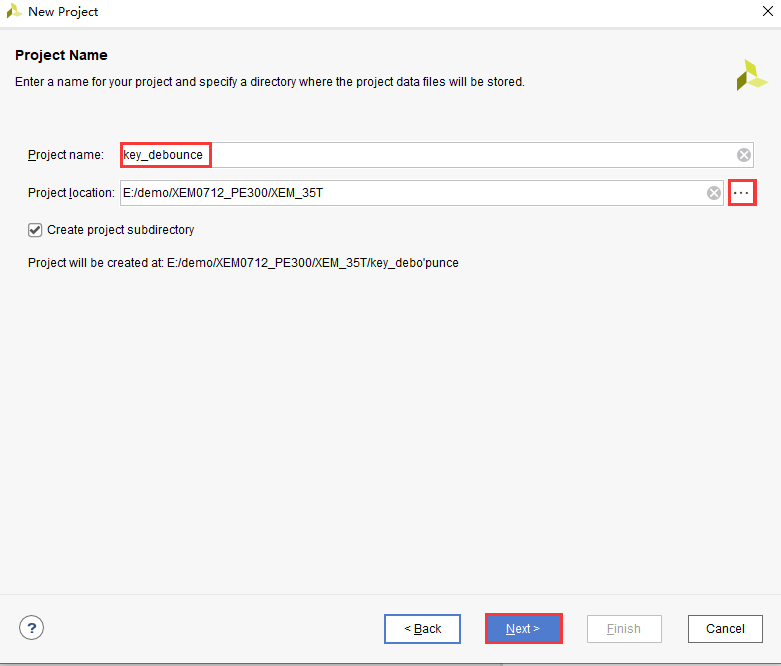 New Project
Project Name
Enter a name for your project and specify a directory where the project data files will be stored.
Project name: key_debounce
Project location: E:/demo/XEM0712_PE300/XEM_35T ···
Create project subdirectory
Project will be created at: E:/demo/XEM0712_PE300/XEM_35T/key_debo'punce
? < Back Next > Finish Cancel